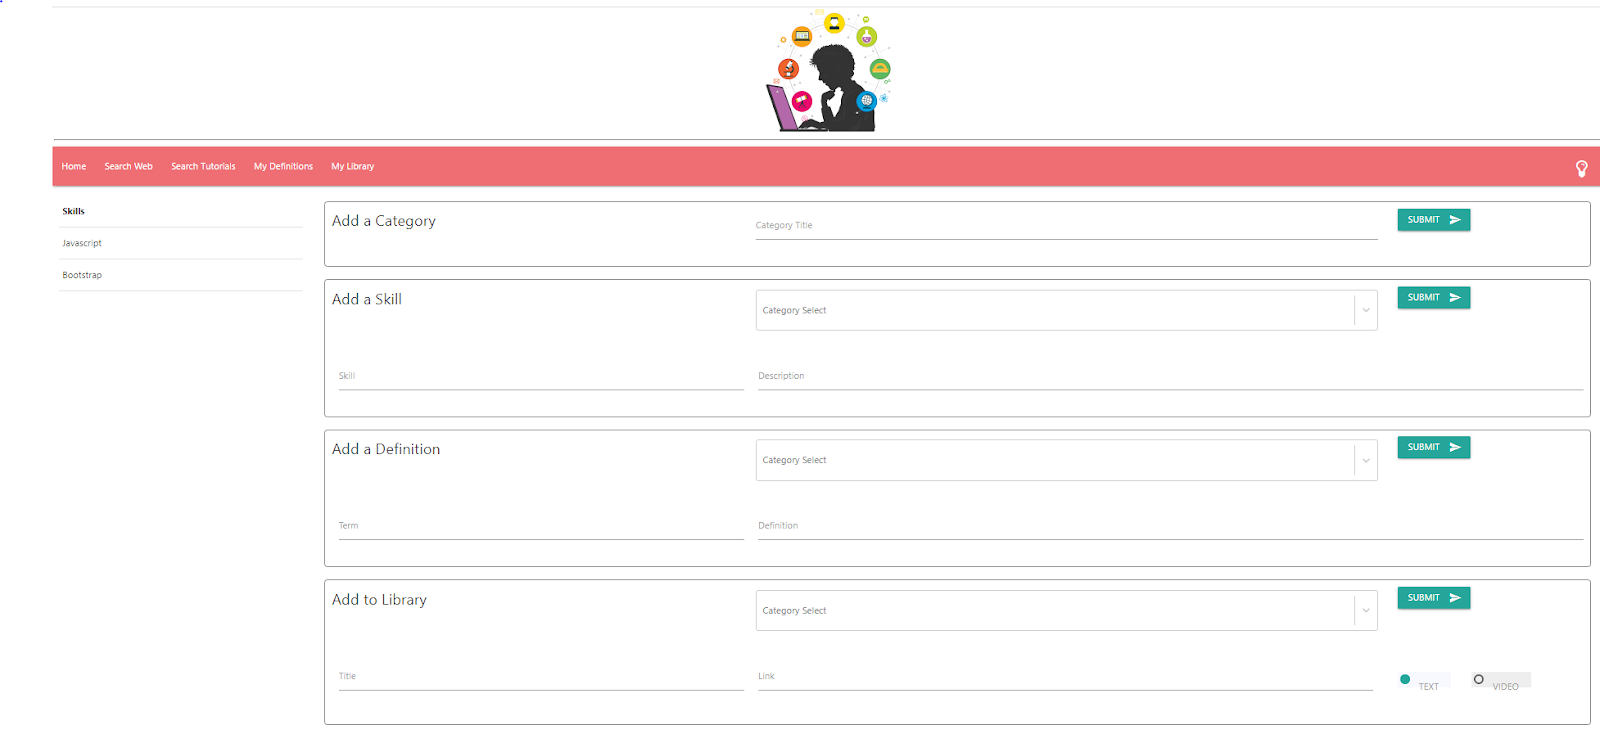 Home Search Web Search Tutorials My Definitions My Library
Skills
Javascript
Bootstrap
Add a Category
Category Title
SUBMIT
Add a Skill
Category Select
SUBMIT
Skill
Description
Add a Definition
Category Select
SUBMIT
Term
Definition
Add to Library
Category Select
SUBMIT
Title
Link
TEXT
VIDEO